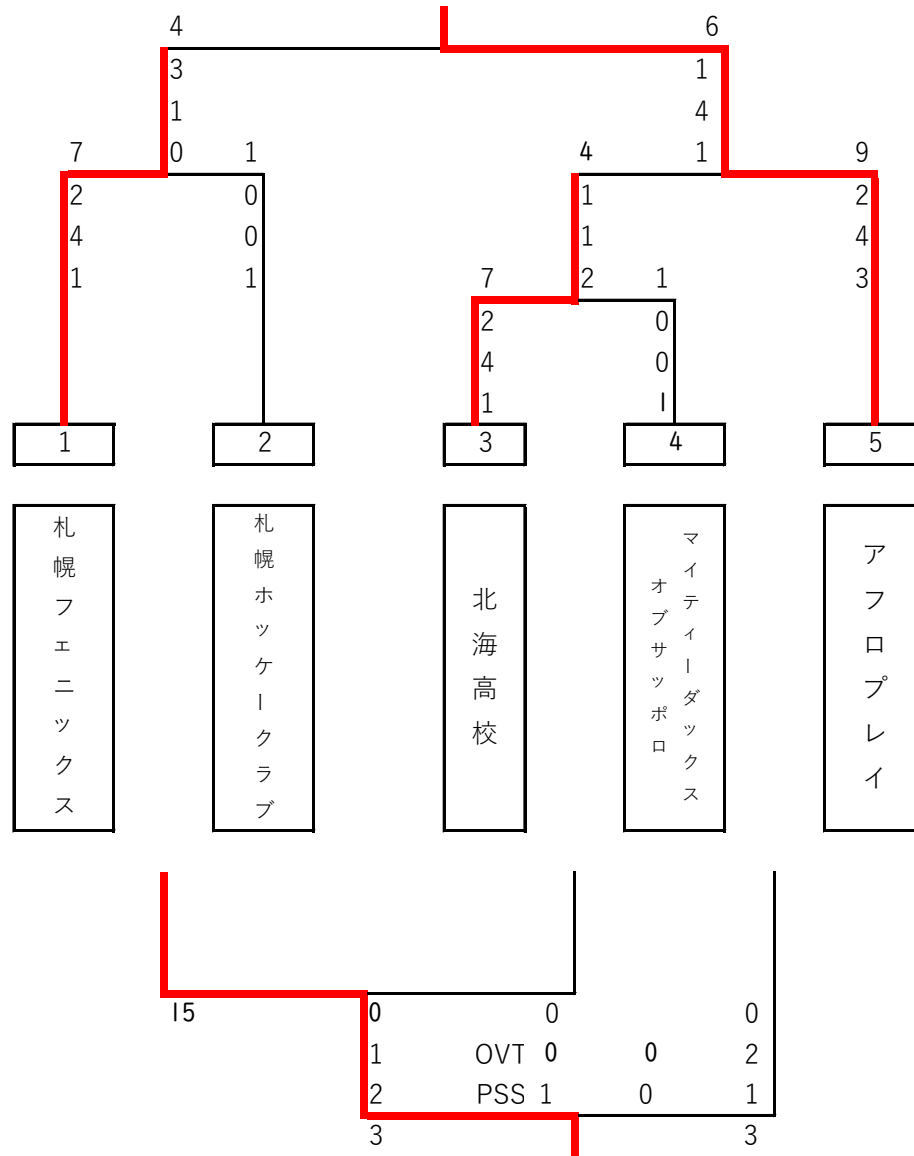 4 6
3 1
1 4
7 0 1 4 1 9
2 0 1 2
4 0 1 4
1 1 7 2 1 3
2 0
4 0
1 1
1 2 3 4 5
札幌フェニックス
札幌ホッケークラブ
北海高校
マイティーダックス
オブサッポロ
アフロプレイ
15 0 0 0
1 OVT 0 0 2
2 PSS 1 0 1
3 3